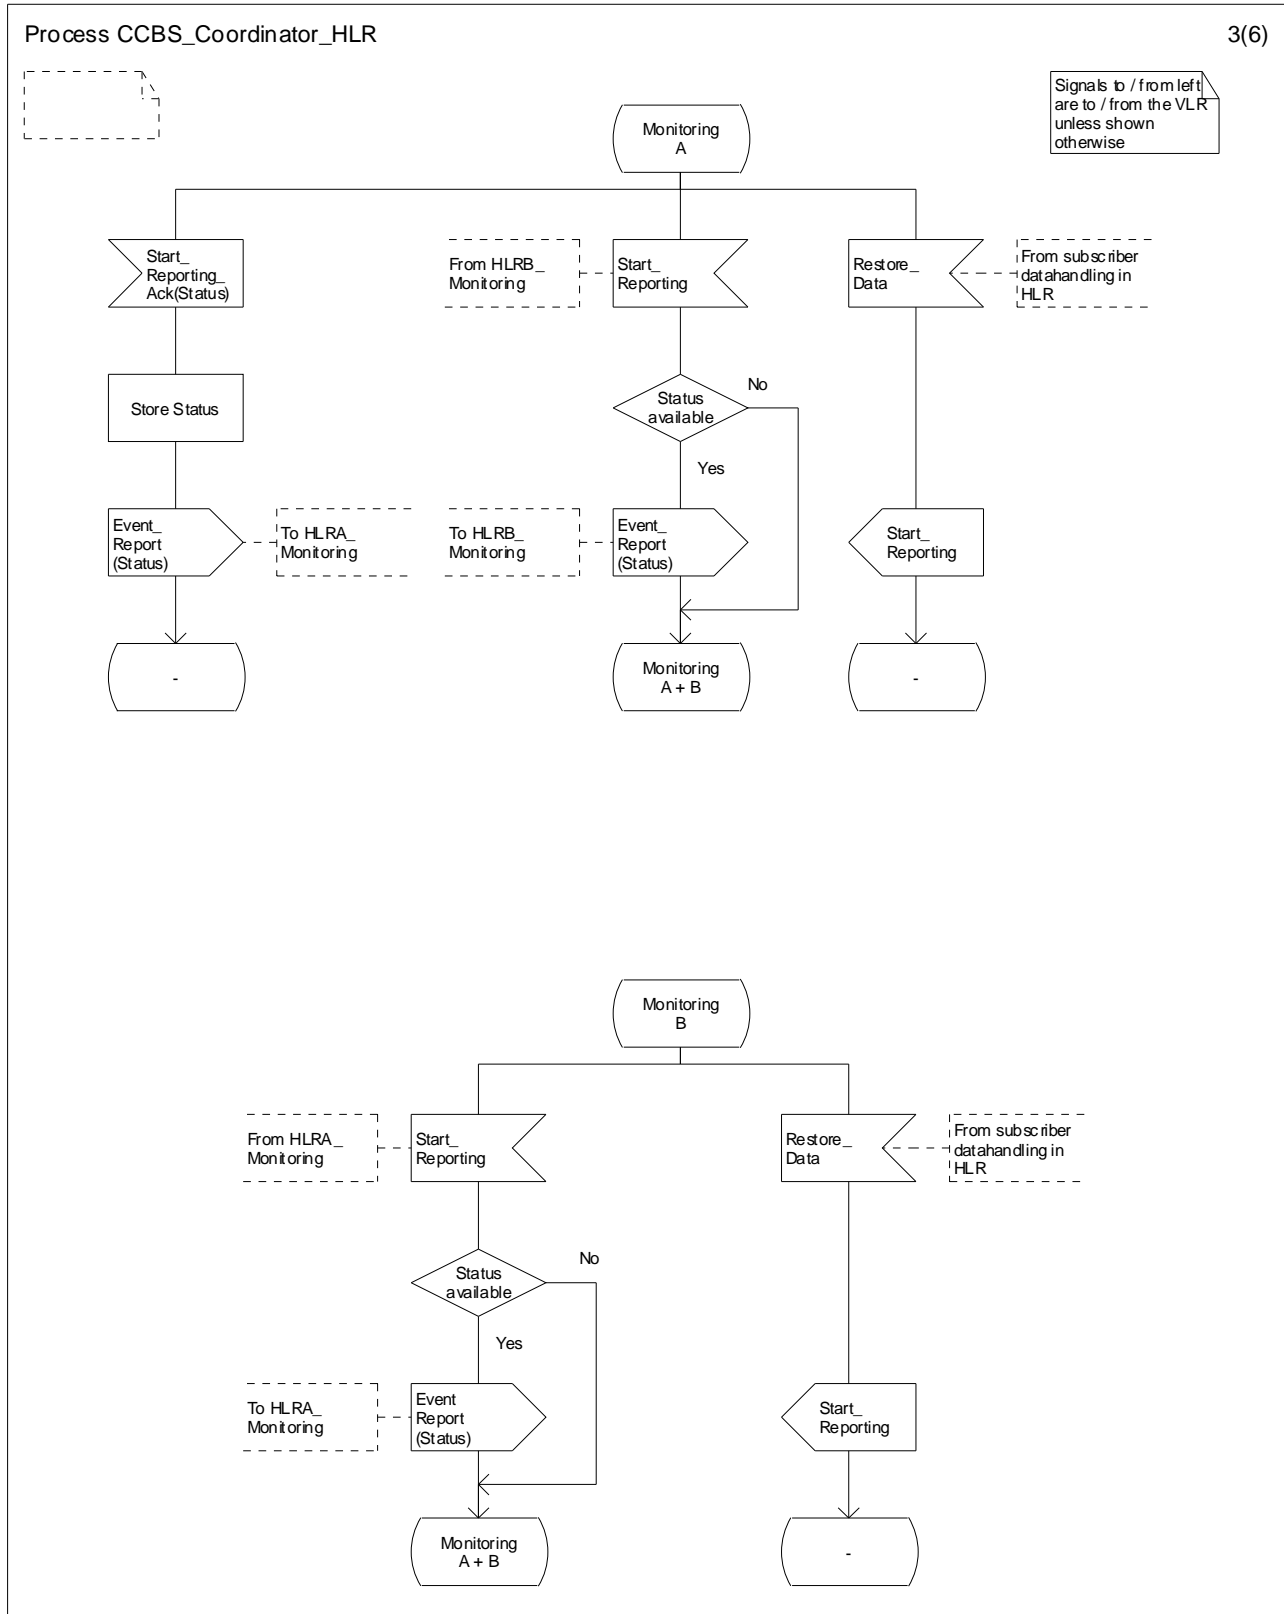 Process CCBS_Coordinator_HLR
3(6)
Signals to / from left
are to / from the VLR
unless shown
otherwise
Monitoring
A
Start_
Reporting_
Ack(Status)
From HLRB_
Monitoring
Start_
Reporting
Restore_
Data
From subscriber
datahandling in
HLR
Store Status
Status
available
No
Yes
Event_
Report
(Status)
To HLRA_
Monitoring
To HLRB_
Monitoring
Event_
Report
(Status)
Start_
Reporting
-
Monitoring
A + B
-
Monitoring
B
From HLRA_
Monitoring
Start_
Reporting
Restore_
Data
From subscriber
datahandling in
HLR
Status
available
No
Yes
To HLRA_
Monitoring
Event
Report
(Status)
Start_
Reporting
Monitoring
A + B
-